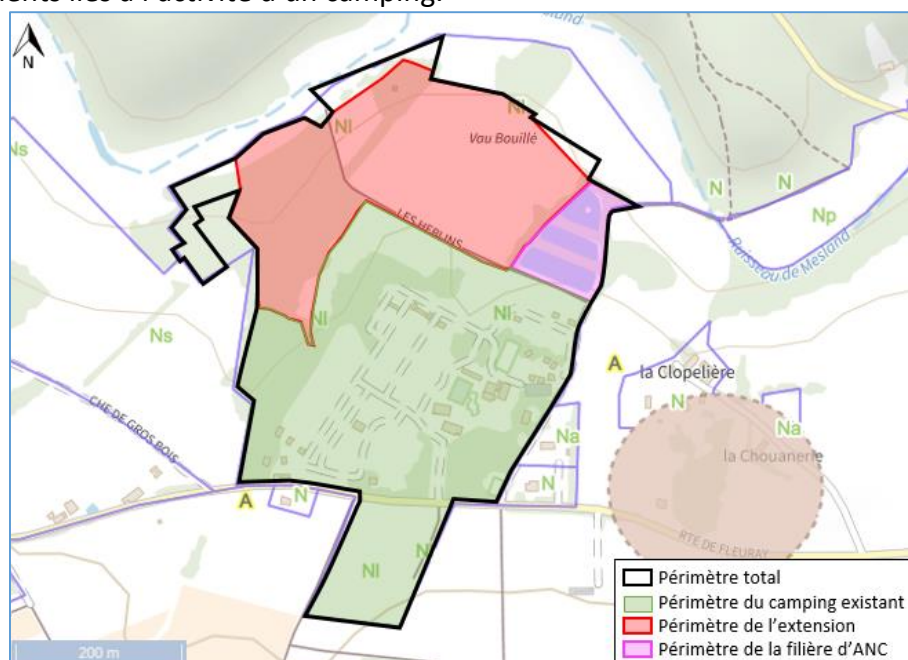 ments liés à l'activité d'un camping.
N
Nl
Nl
Vau Bouillé
Ns
N
N
Np
Ruisseau de Mesland
LES HEBLINS
Nl
Nl
Ns
A
la Clopelière
N
Na
la Chouanerie
CHE DE GROS BOIS
Na
N
A
N
RTE DE FLEURAY
Nl
N
200 m
Périmètre total
Périmètre du camping existant
Périmètre de l'extension
Périmètre de la filière d'ANC